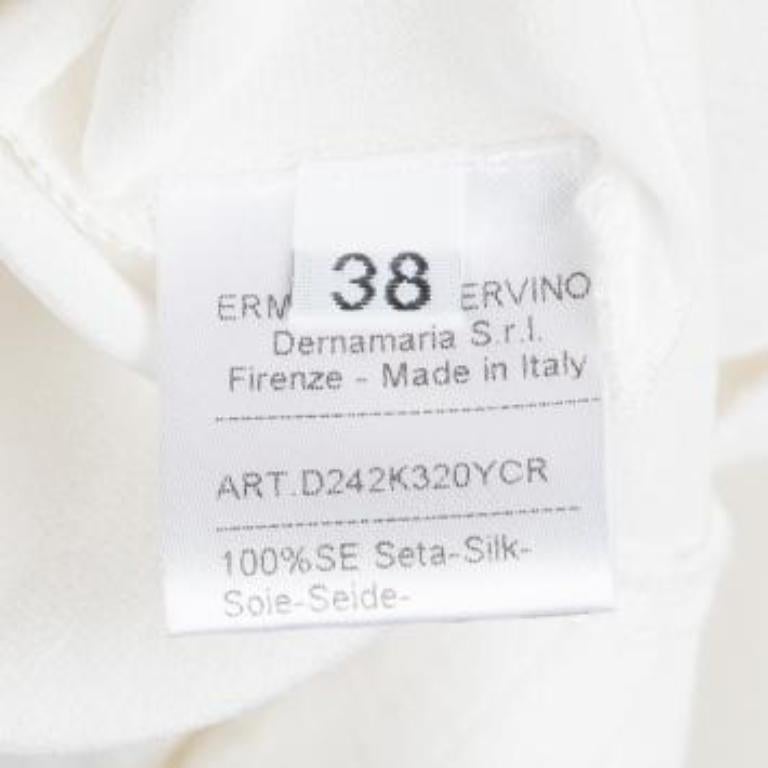 38
ERM ERVINO
Dernamaria S.r.l.
Firenze - Made in Italy
ART.D242K320YCR
100%SE Seta-Silk-
Soie-Seide-